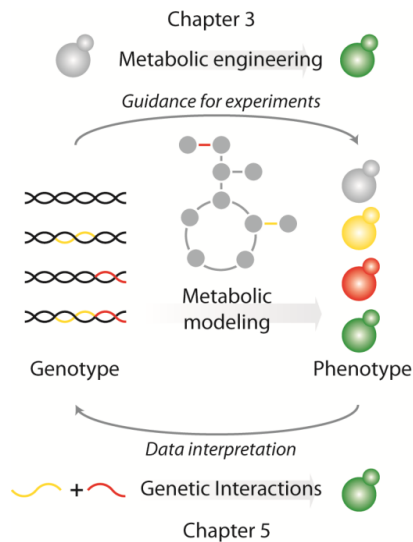 Chapter 3
Metabolic engineering
Guidance for experiments
Metabolic
modeling
Genotype
Phenotype
Data interpretation
+
Genetic Interactions
Chapter 5